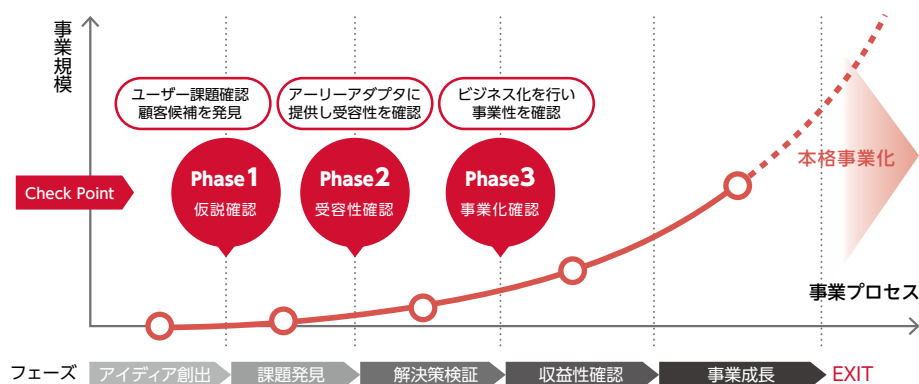 事業規模
ユーザー課題確認
顧客候補を発見
アーリーアダプタに
提供し受容性を確認
ビジネス化を行い
事業性を確認
Check Point
Phase1
仮説確認
Phase2
受容性確認
Phase3
事業化確認
本格事業化
事業プロセス
フェーズ
アイディア創出
課題発見
解決策検証
収益性確認
事業成長
EXIT